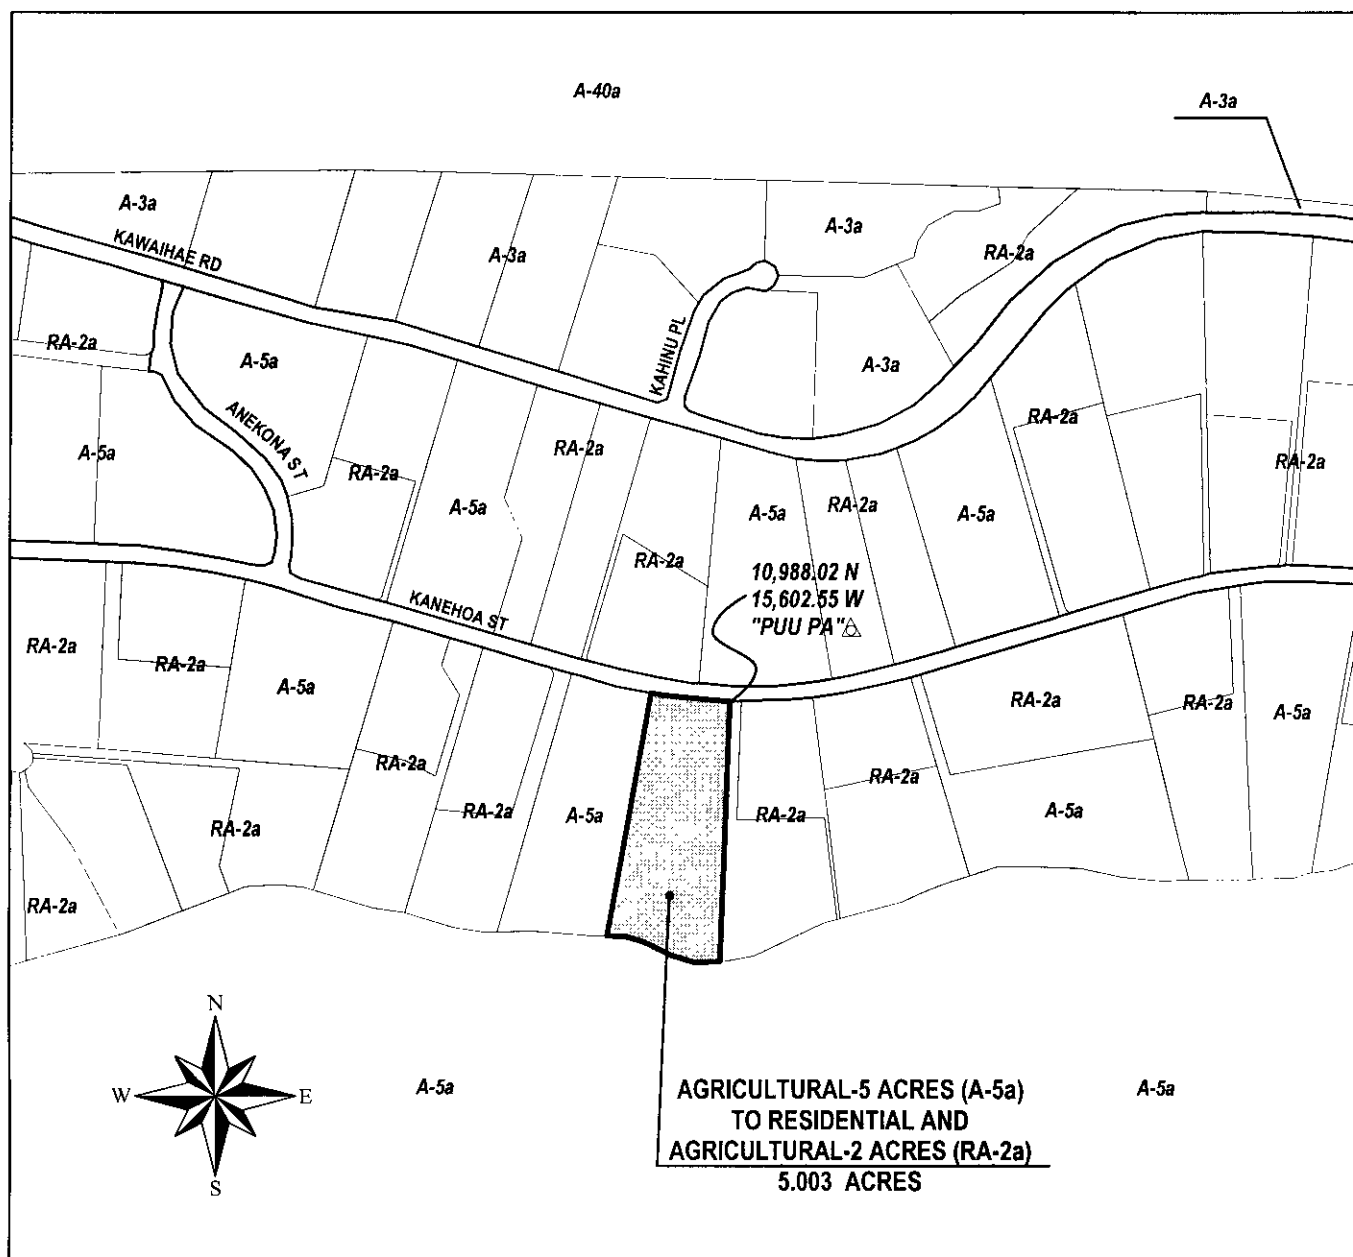 A-40a
A-3a
A-3a
A-3a
A-3a
RA-2a
KAWAIHAE RD
RA-2a
A-5a
KAHINU PL
A-3a
ANEKONA ST
A-5a
RA-2a
RA-2a
RA-2a
RA-2a
A-5a
A-5a
RA-2a
A-5a
RA-2a
10,988.02 N
15,602.55 W
"PUU PA"
KANEHOA ST
RA-2a
RA-2a
A-5a
RA-2a
RA-2a
A-5a
RA-2a
RA-2a
RA-2a
RA-2a
A-5a
RA-2a
A-5a
RA-2a
N
W
E
S
A-5a
A-5a
AGRICULTURAL-5 ACRES (A-5a)
TO RESIDENTIAL AND
AGRICULTURAL-2 ACRES (RA-2a)
5.003 ACRES